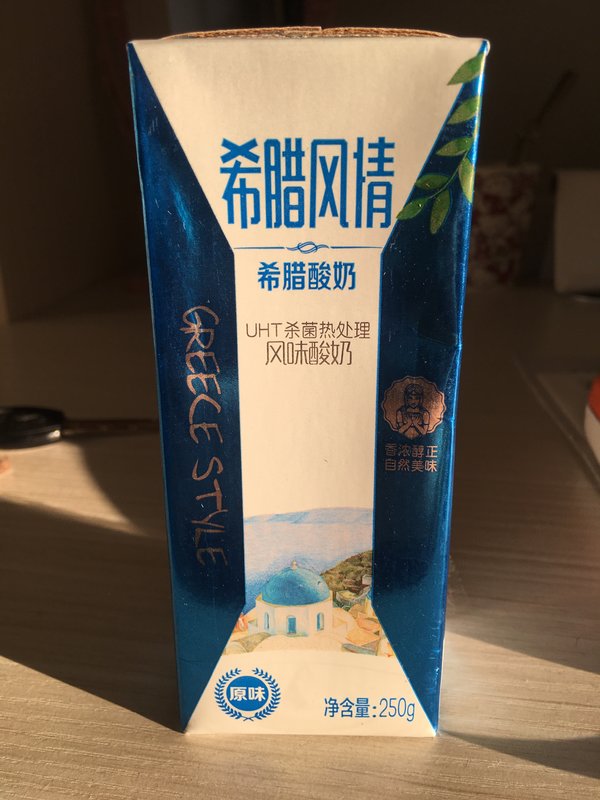 希腊风情
希腊酸奶
UHT杀菌热处理
风味酸奶
GREECE STYLE
香浓醇正
自然美味
原味
净含量:250g